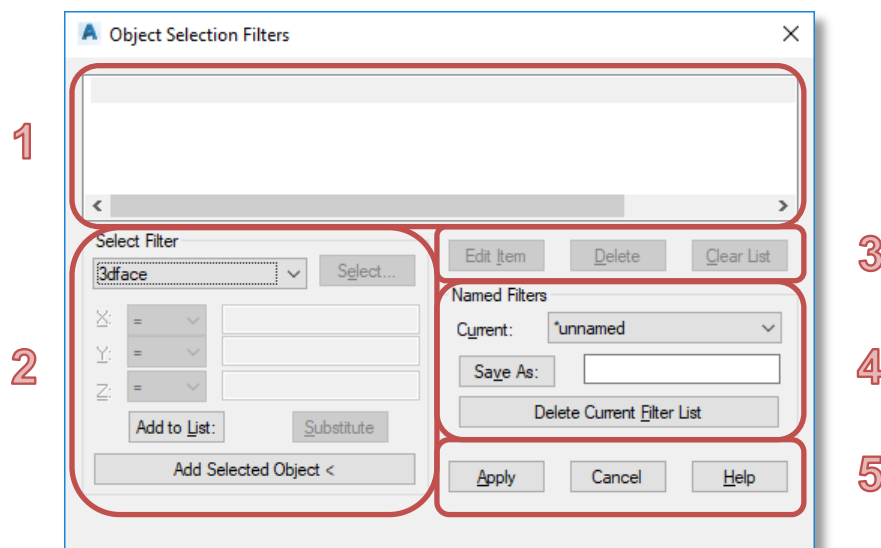 Object Selection Filters
1
Select Filter
3dface
Select...
X: =
Y: =
Z: =
Add to List:
Substitute
Add Selected Object <
2
Edit Item
Delete
Clear List
3
Named Filters
Current:
*unnamed
Save As:
Delete Current Filter List
4
Apply
Cancel
Help
5